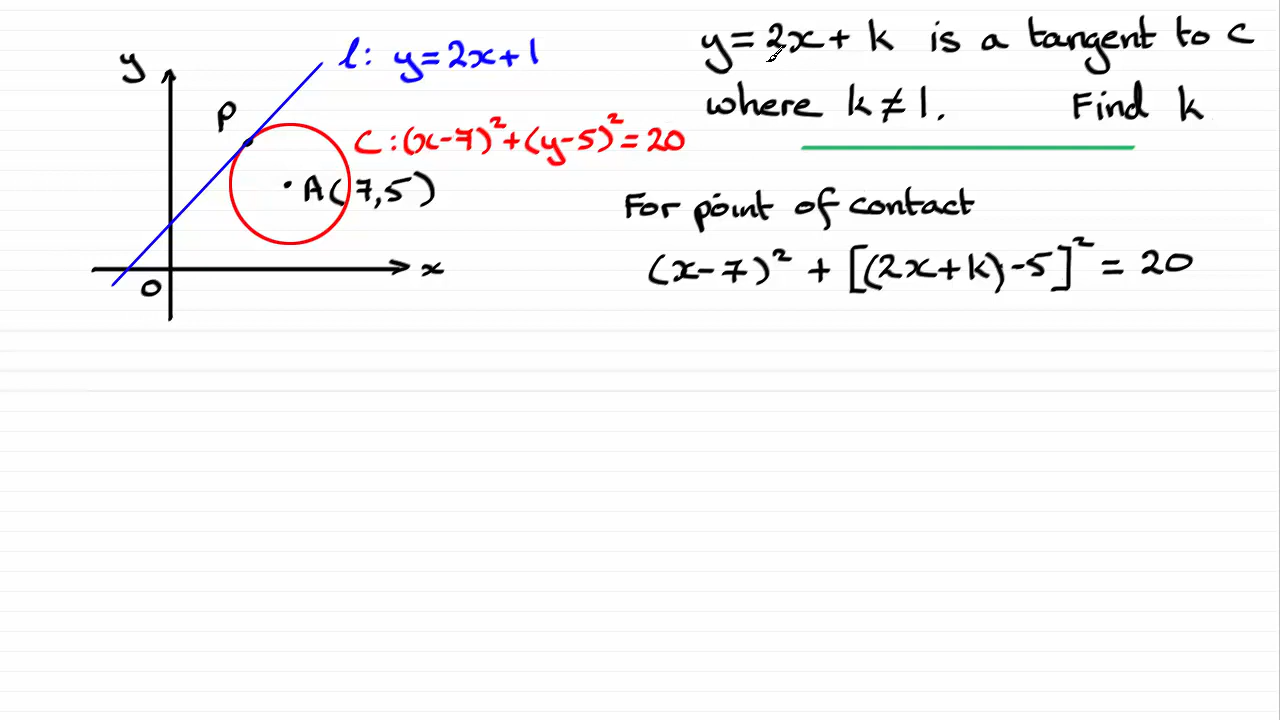 y
l: y=2x+1
P
C:(x-7)²+(y-5)²=20
A(7,5)
x
O
y=2x+k is a tangent to C
where k≠1. Find k
For point of contact
(x-7)² + [(2x+k)-5]² = 20